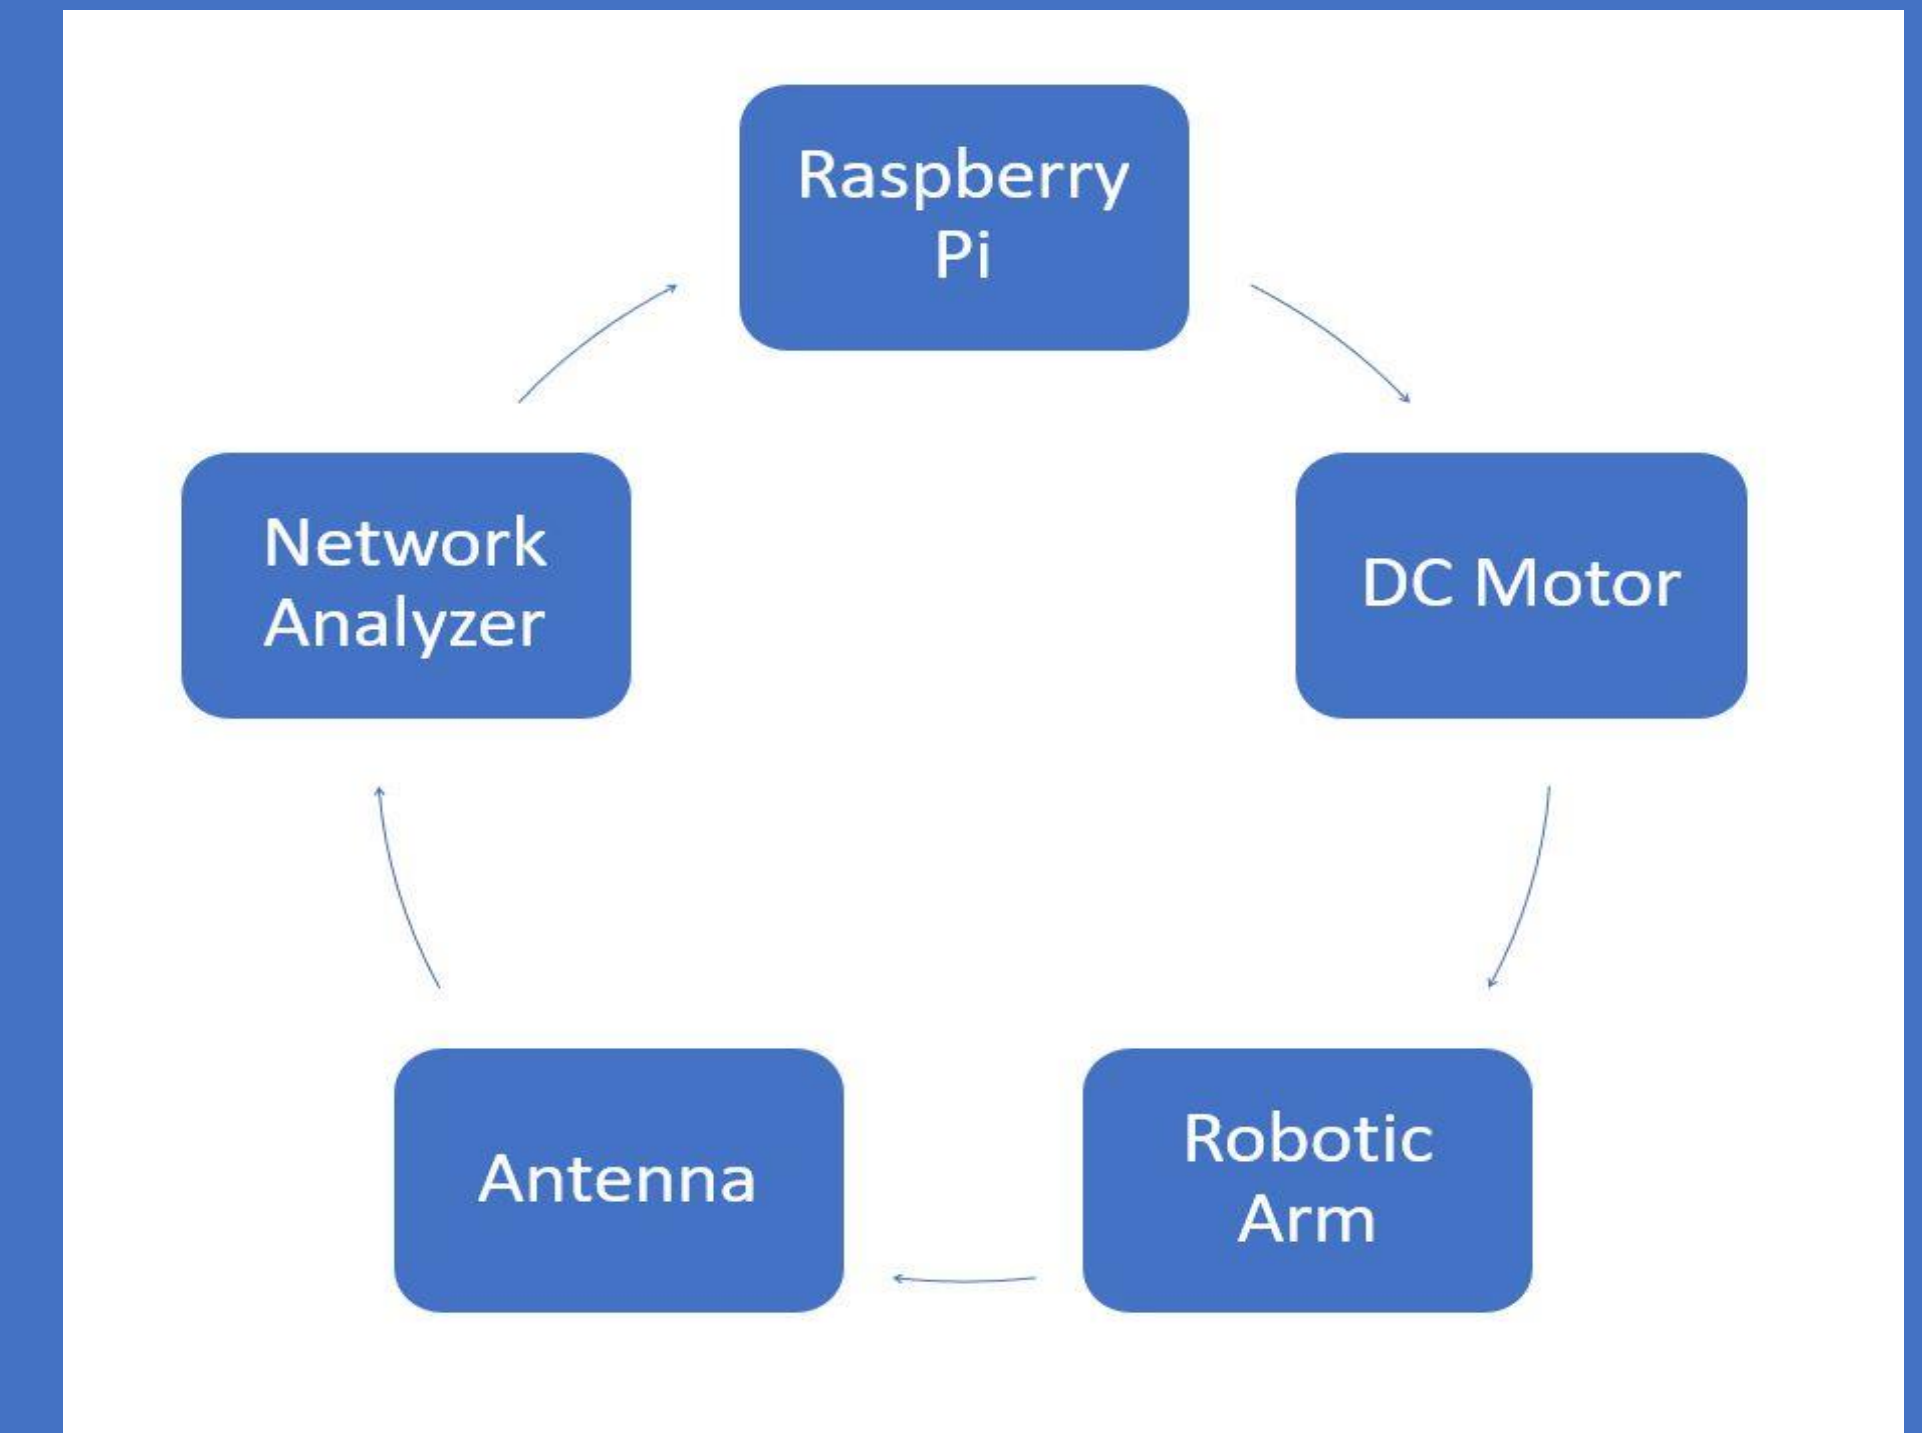 Raspberry
Pi
DC Motor
Robotic
Arm
Antenna
Network
Analyzer